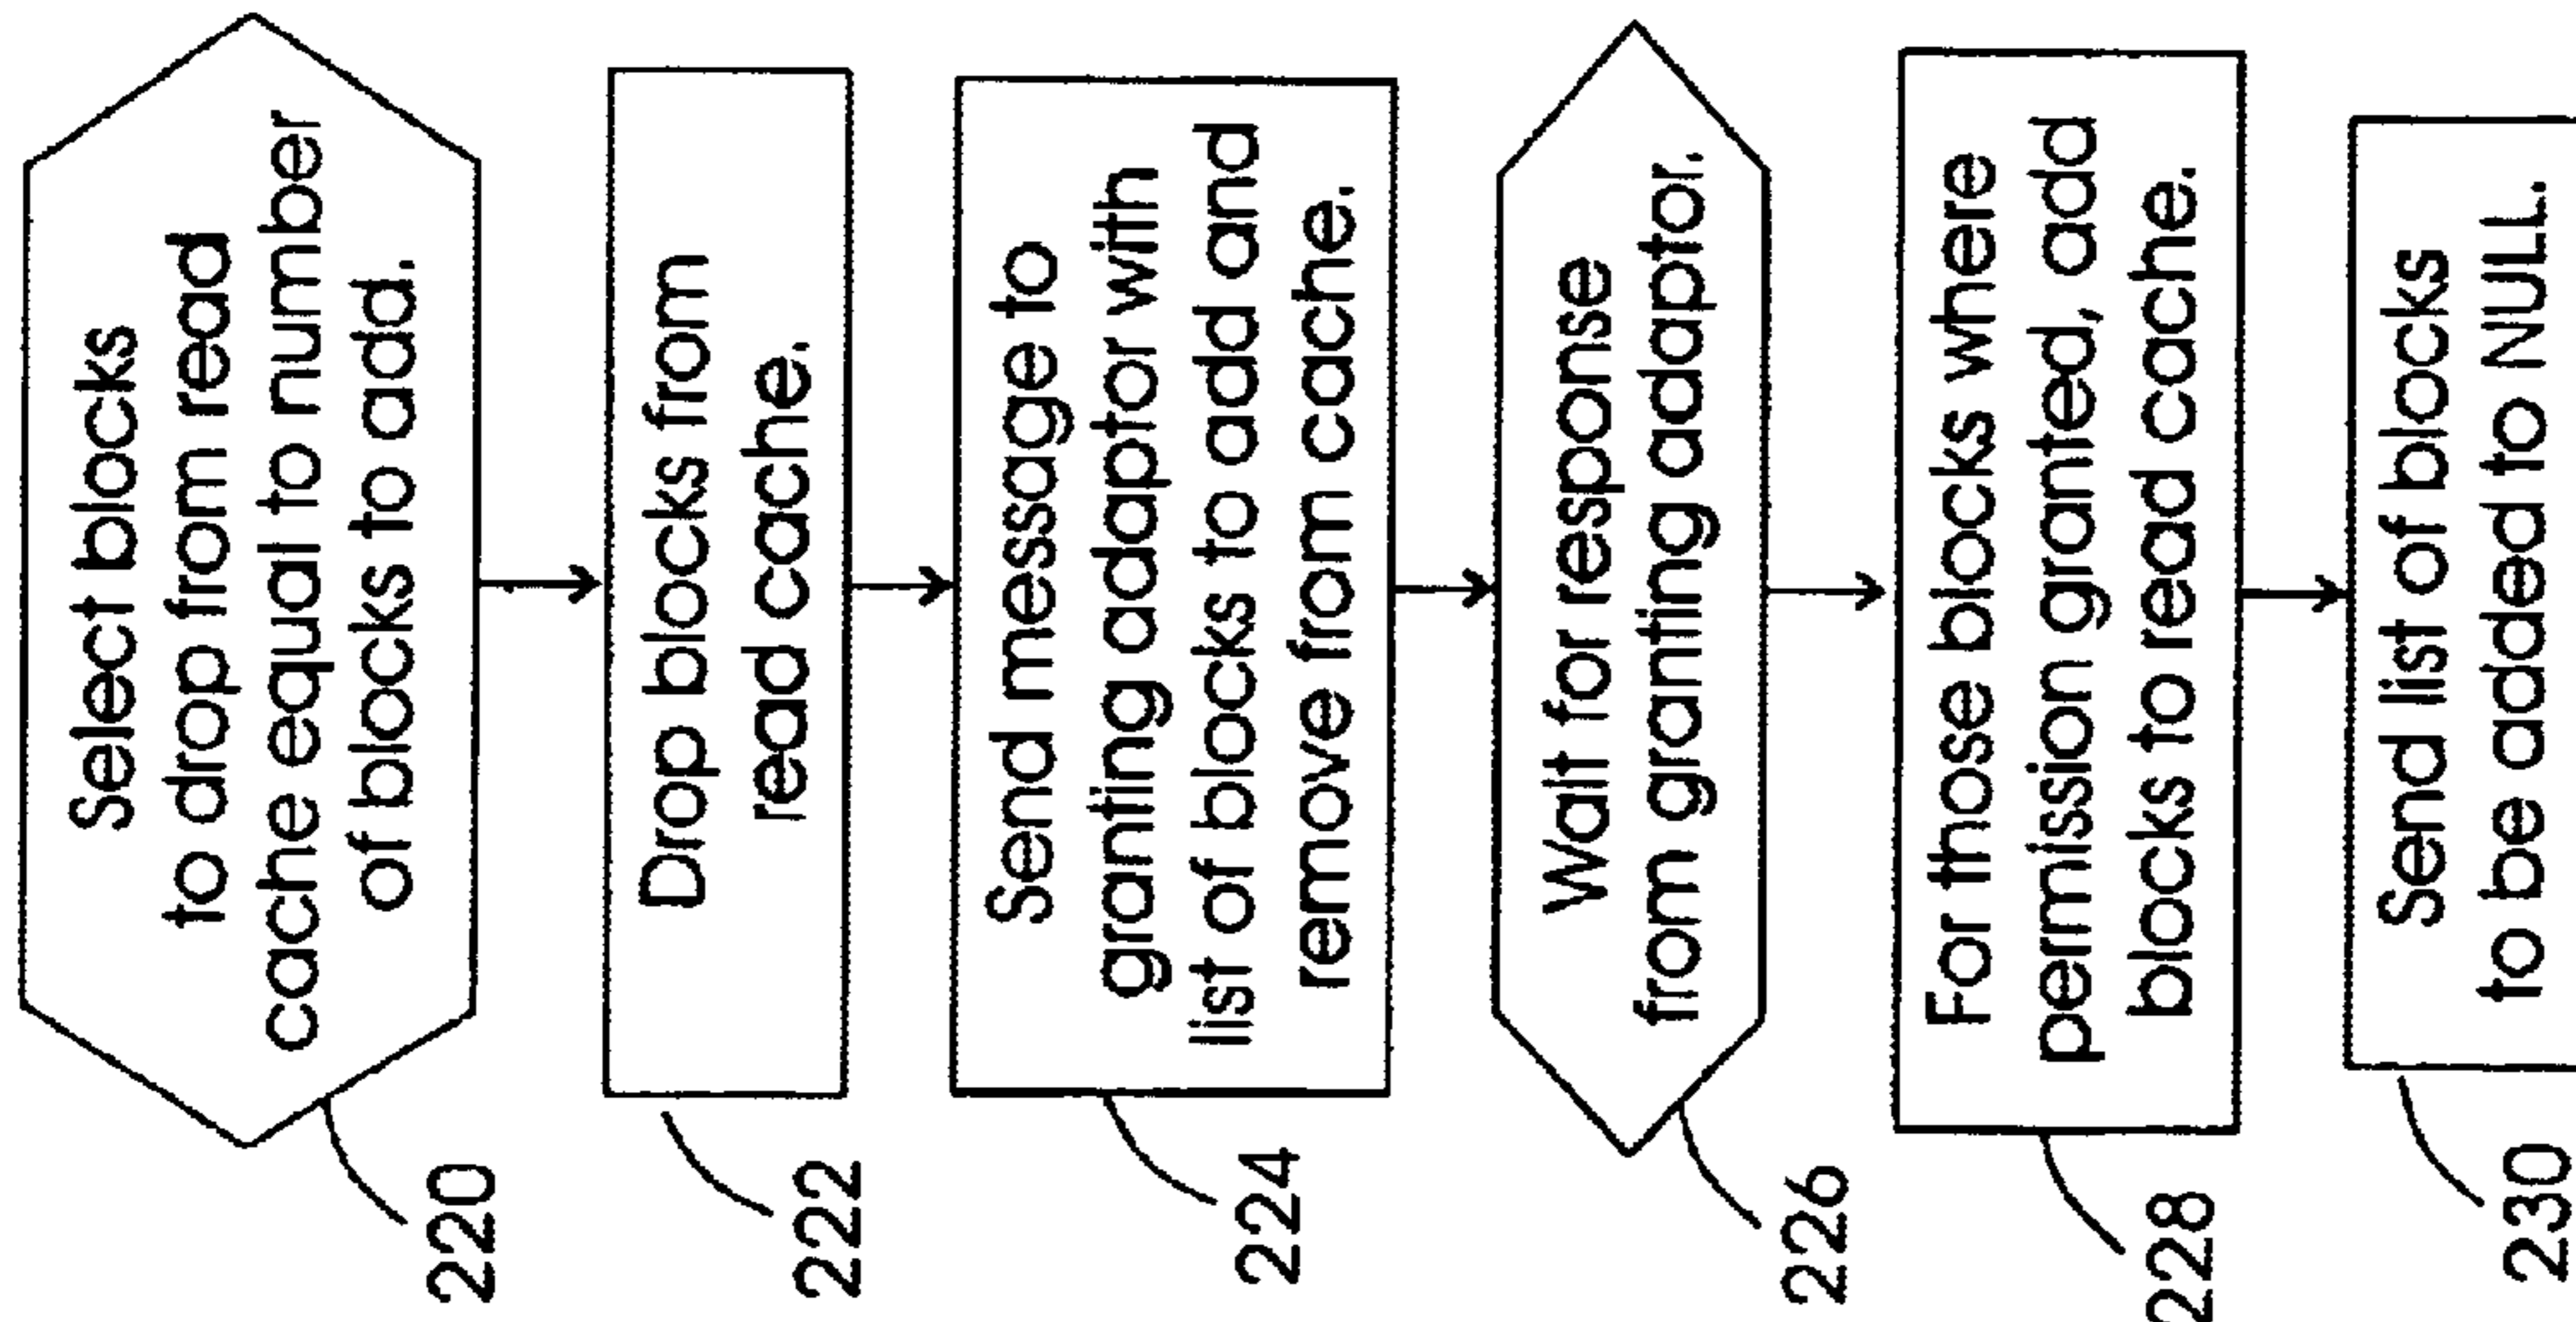 Select blocks
to drop from read
cache equal to number
of blocks to add.
220
Drop blocks from
read cache.
222
Send message to
granting adaptor with
list of blocks to add and
remove from cache.
224
Wait for response
from granting adaptor.
226
For those blocks where
permission granted, add
blocks to read cache.
228
Send list of blocks
to be added to NULL.
230